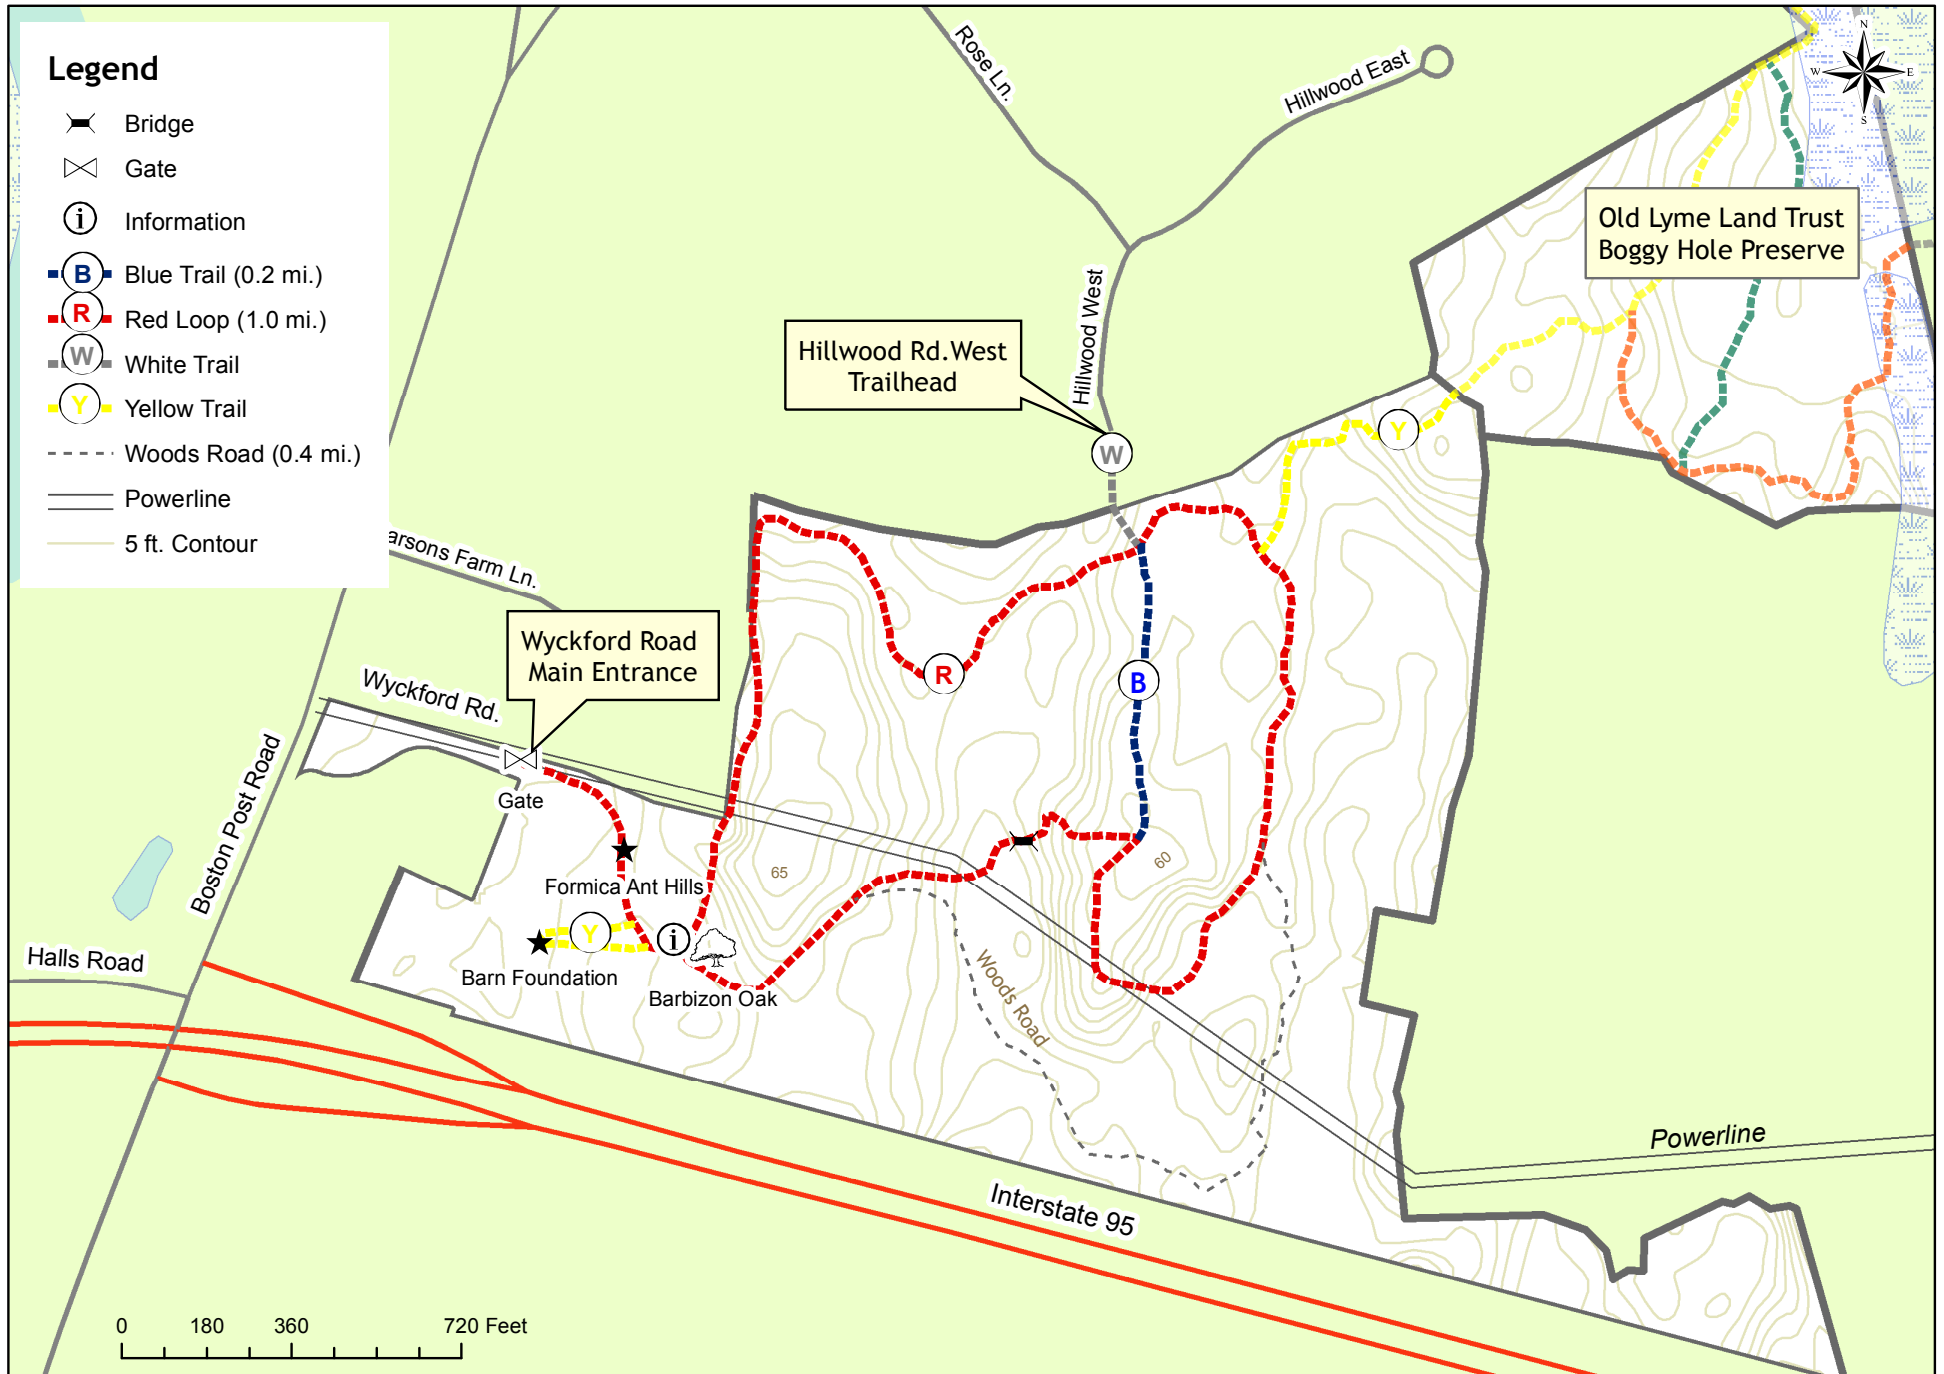 Legend
Bridge
Gate
i
Information
B
Blue Trail (0.2 mi.)
R
Red Loop (1.0 mi.)
W
White Trail
Y
Yellow Trail
Woods Road (0.4 mi.)
Powerline
5 ft. Contour
Rose Ln.
Hillwood East
N
W
E
S
Old Lyme Land Trust
Boggy Hole Preserve
Hillwood West
Hillwood Rd.West
Trailhead
W
Y
arsons Farm Ln.
Wyckford Road
Main Entrance
Wyckford Rd.
R
B
Gate
Boston Post Road
65
60
Formica Ant Hills
Y
i
Barn Foundation
Barbizon Oak
Halls Road
Woods Road
Powerline
Interstate 95
0 180 360 720 Feet